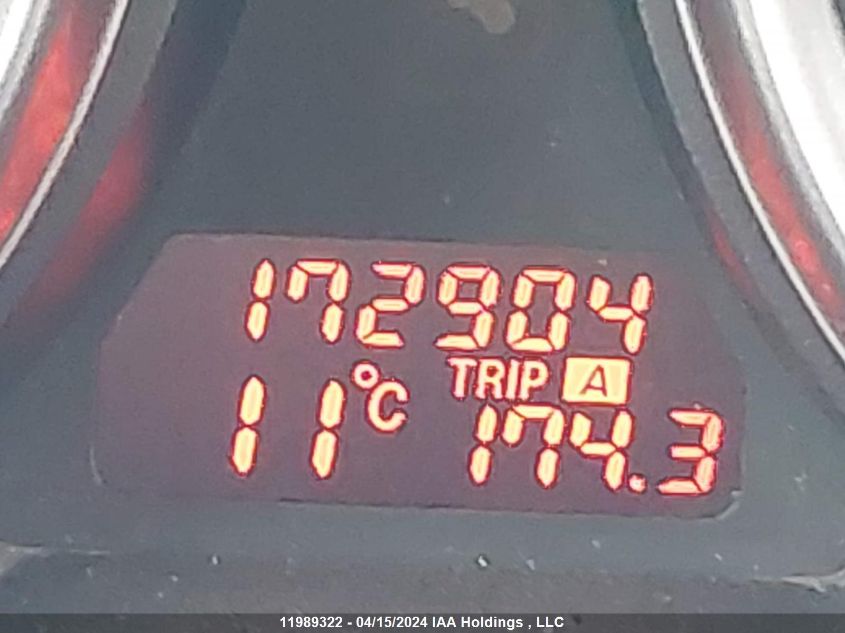 172904
TRIP A
11°C 174.3
11989322 - 04/15/2024 IAA Holdings , LLC